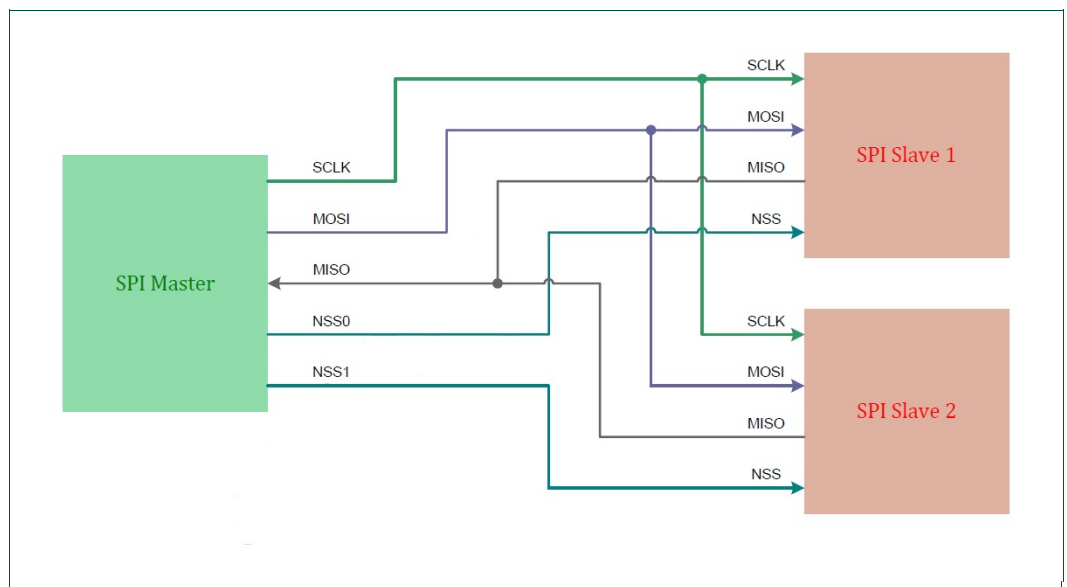 SPI Master
SCLK
MOSI
MISO
NSS0
NSS1
SCLK
MOSI
MISO
NSS
SPI Slave 1
SCLK
MOSI
MISO
NSS
SPI Slave 2